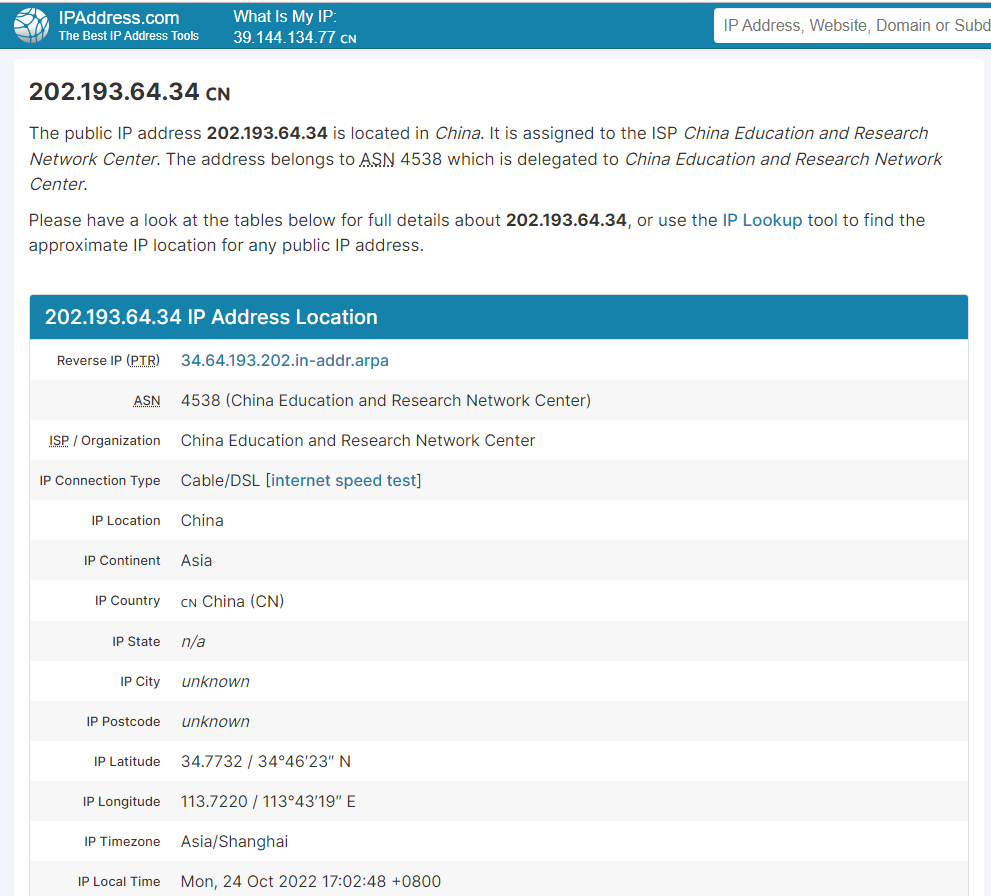 IPAddress.com
The Best IP Address Tools
What Is My IP:
39.144.134.77 CN
IP Address, Website, Domain or Subd
202.193.64.34 CN
The public IP address 202.193.64.34 is located in China. It is assigned to the ISP China Education and Research
Network Center. The address belongs to ASN 4538 which is delegated to China Education and Research Network
Center.
Please have a look at the tables below for full details about 202.193.64.34, or use the IP Lookup tool to find the
approximate IP location for any public IP address.
202.193.64.34 IP Address Location
Reverse IP (PTR) 34.64.193.202.in-addr.arpa
ASN 4538 (China Education and Research Network Center)
ISP / Organization China Education and Research Network Center
IP Connection Type Cable/DSL [internet speed test]
IP Location China
IP Continent Asia
IP Country CN China (CN)
IP State n/a
IP City unknown
IP Postcode unknown
IP Latitude 34.7732 / 34°46′23″ N
IP Longitude 113.7220 / 113°43′19″ E
IP Timezone Asia/Shanghai
IP Local Time Mon, 24 Oct 2022 17:02:48 +0800